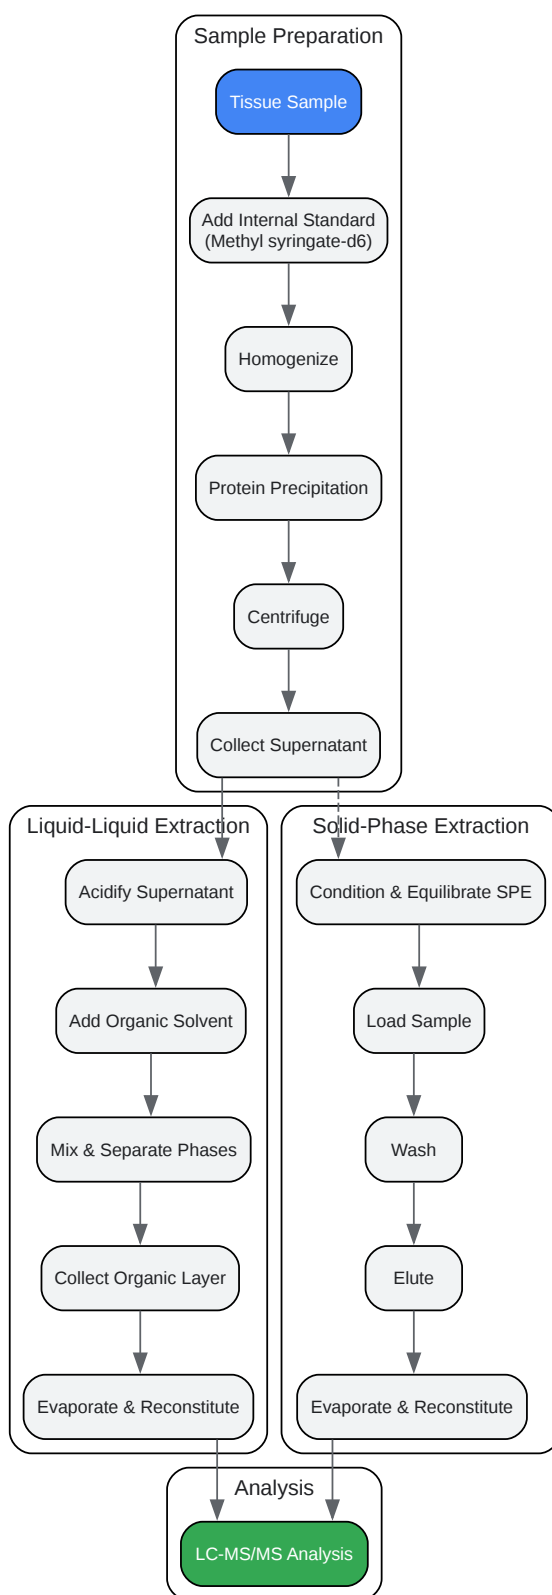 Sample Preparation
Tissue Sample
Add Internal Standard
(Methyl syringate-d6)
Homogenize
Protein Precipitation
Centrifuge
Collect Supernatant
Liquid-Liquid Extraction
Acidify Supernatant
Add Organic Solvent
Mix & Separate Phases
Collect Organic Layer
Evaporate & Reconstitute
Solid-Phase Extraction
Condition & Equilibrate SPE
Load Sample
Wash
Elute
Evaporate & Reconstitute
Analysis
LC-MS/MS Analysis